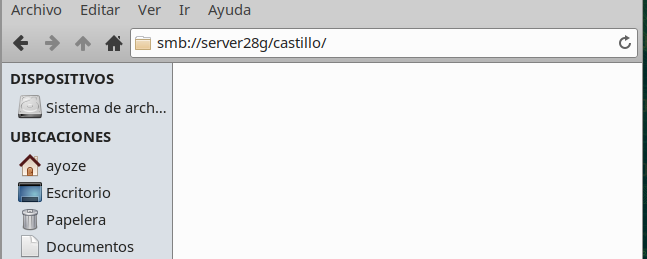 Archivo Editar Ver Ir Ayuda
smb://server28g/castillo/
DISPOSITIVOS
Sistema de arch...
UBICACIONES
ayoze
Escritorio
Papelera
Documentos